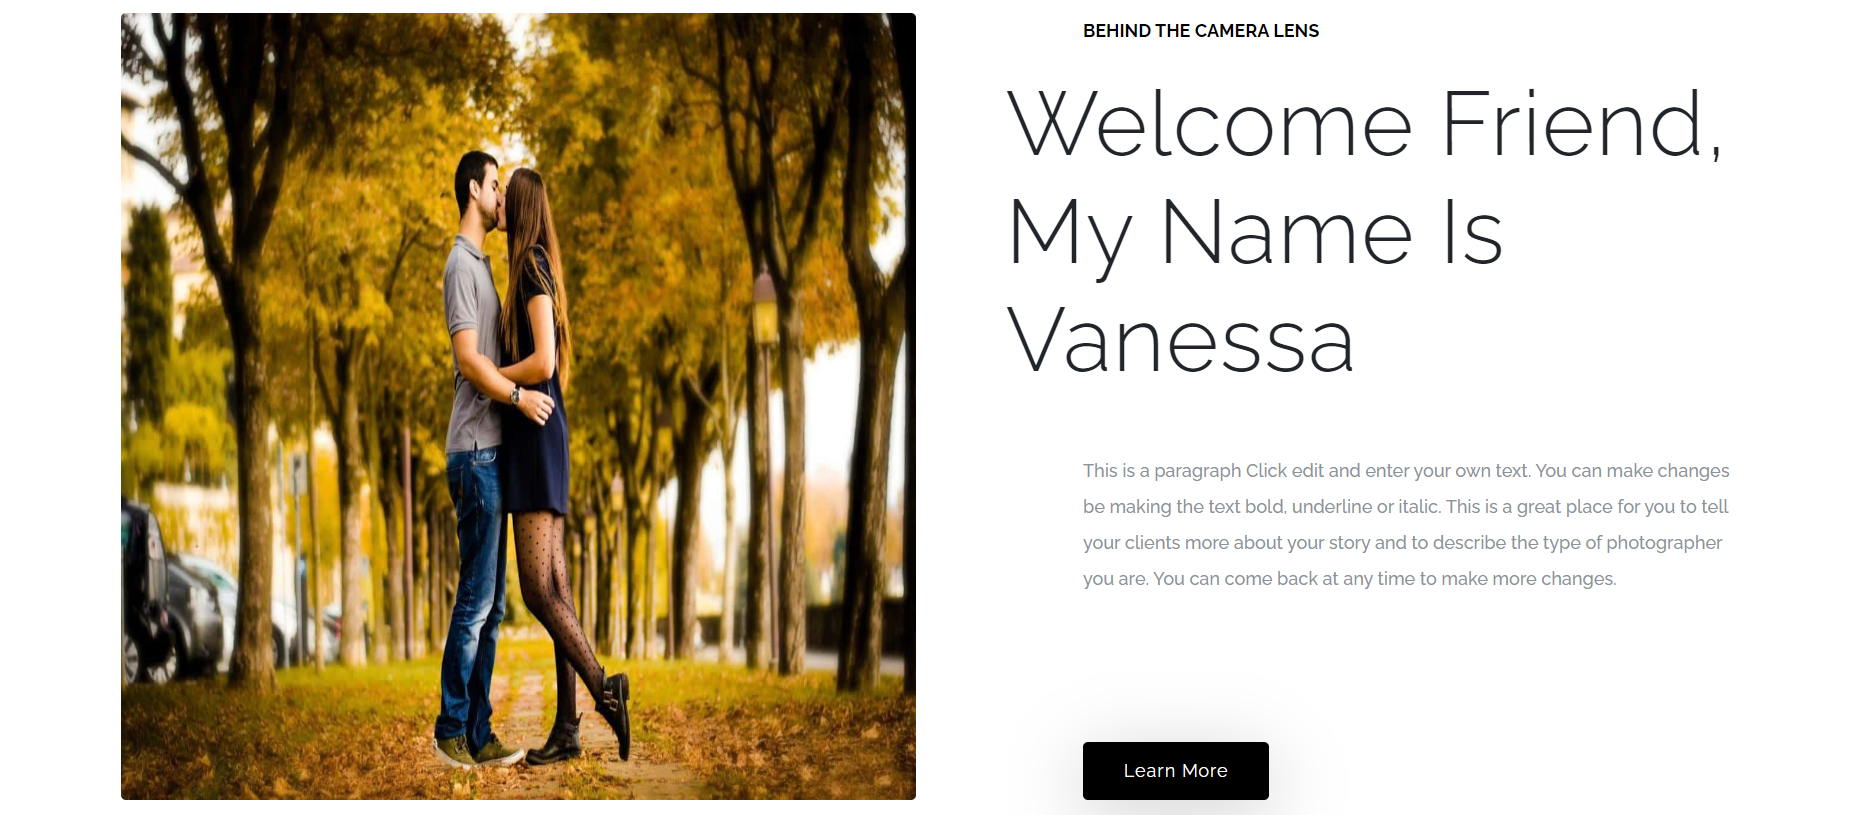 BEHIND THE CAMERA LENS
Welcome Friend,
My Name Is
Vanessa
This is a paragraph Click edit and enter your own text. You can make changes
be making the text bold, underline or italic. This is a great place for you to tell
your clients more about your story and to describe the type of photographer
you are. You can come back at any time to make more changes.
Learn More